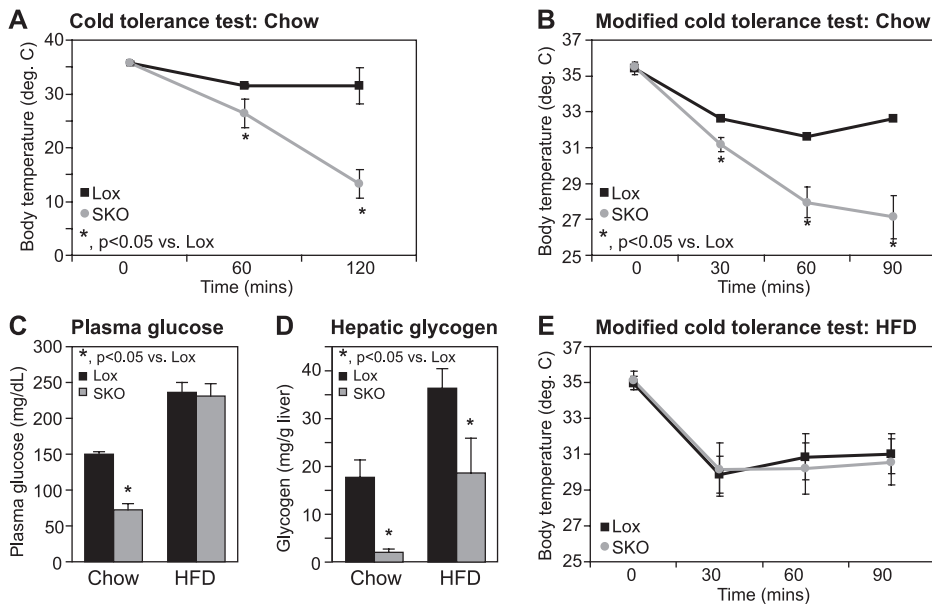 A Cold tolerance test: Chow
Body temperature (deg. C)
40
30
20
10
0
Lox
SKO
*, p<0.05 vs. Lox
*
*
0 60 120
Time (mins)
B Modified cold tolerance test: Chow
Body temperature (deg. C)
37
35
33
31
29
27
25
Lox
SKO
*, p<0.05 vs. Lox
*
*
*
0 30 60 90
Time (mins)
C Plasma glucose
Plasma glucose (mg/dL)
300
250
200
150
100
50
0
*, p<0.05 vs. Lox
Lox
SKO
*
Chow HFD
D Hepatic glycogen
Glycogen (mg/g liver)
40
30
20
10
0
*, p<0.05 vs. Lox
Lox
SKO
*
*
Chow HFD
E Modified cold tolerance test: HFD
Body temperature (deg. C)
37
35
33
31
29
27
25
Lox
SKO
0 30 60 90
Time (mins)